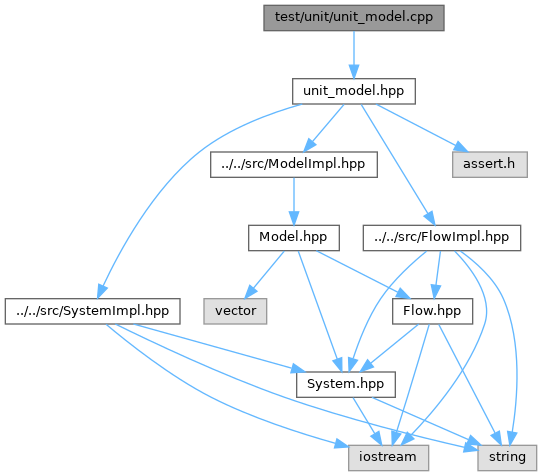 test/unit/unit_model.cpp
unit_model.hpp
../../src/ModelImpl.hpp
assert.h
Model.hpp
../../src/FlowImpl.hpp
../../src/SystemImpl.hpp
vector
Flow.hpp
System.hpp
iostream
string